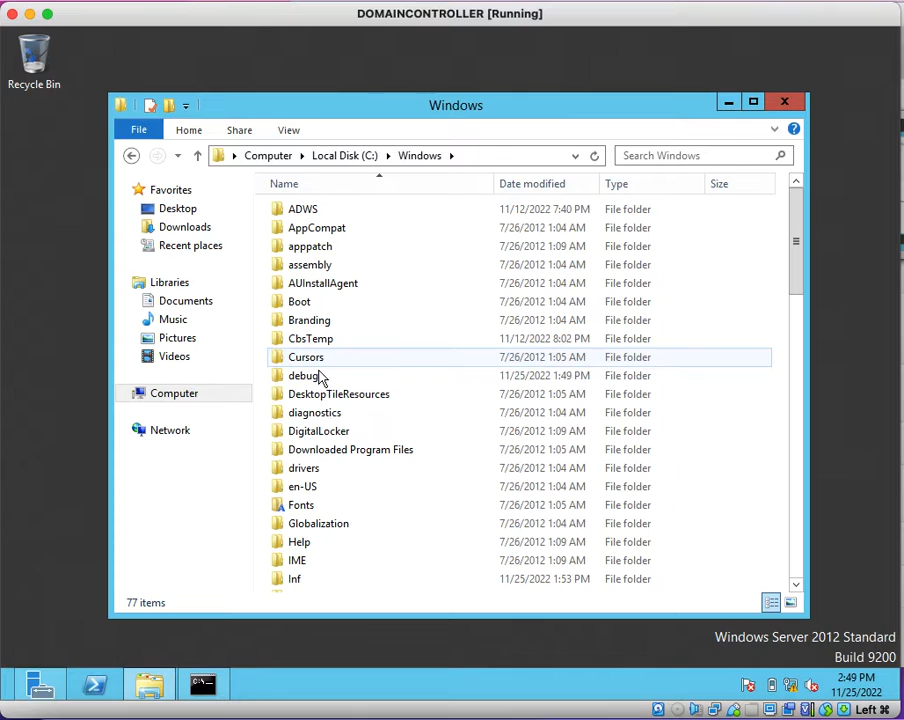 DOMAINCONTROLLER [Running]
Recycle Bin
Windows
File Home Share View
Computer Local Disk (C:) Windows
Search Windows
Name Date modified Type Size
Favorites
Desktop
Downloads
Recent places
Libraries
Documents
Music
Pictures
Videos
Computer
Network
ADWS 11/12/2022 7:40 PM File folder
AppCompat 7/26/2012 1:04 AM File folder
apppatch 7/26/2012 1:09 AM File folder
assembly 7/26/2012 1:04 AM File folder
AUInstallAgent 7/26/2012 1:04 AM File folder
Boot 7/26/2012 1:04 AM File folder
Branding 7/26/2012 1:04 AM File folder
CbsTemp 11/12/2022 8:02 PM File folder
Cursors 7/26/2012 1:05 AM File folder
debug 11/25/2022 1:49 PM File folder
DesktopTileResources 7/26/2012 1:05 AM File folder
diagnostics 7/26/2012 1:04 AM File folder
DigitalLocker 7/26/2012 1:09 AM File folder
Downloaded Program Files 7/26/2012 1:05 AM File folder
drivers 7/26/2012 1:04 AM File folder
en-US 7/26/2012 1:09 AM File folder
Fonts 7/26/2012 1:05 AM File folder
Globalization 7/26/2012 1:04 AM File folder
Help 7/26/2012 1:09 AM File folder
IME 7/26/2012 1:09 AM File folder
Inf 11/25/2022 1:53 PM File folder
77 items
Windows Server 2012 Standard
Build 9200
2:49 PM
11/25/2022
Left ⌘